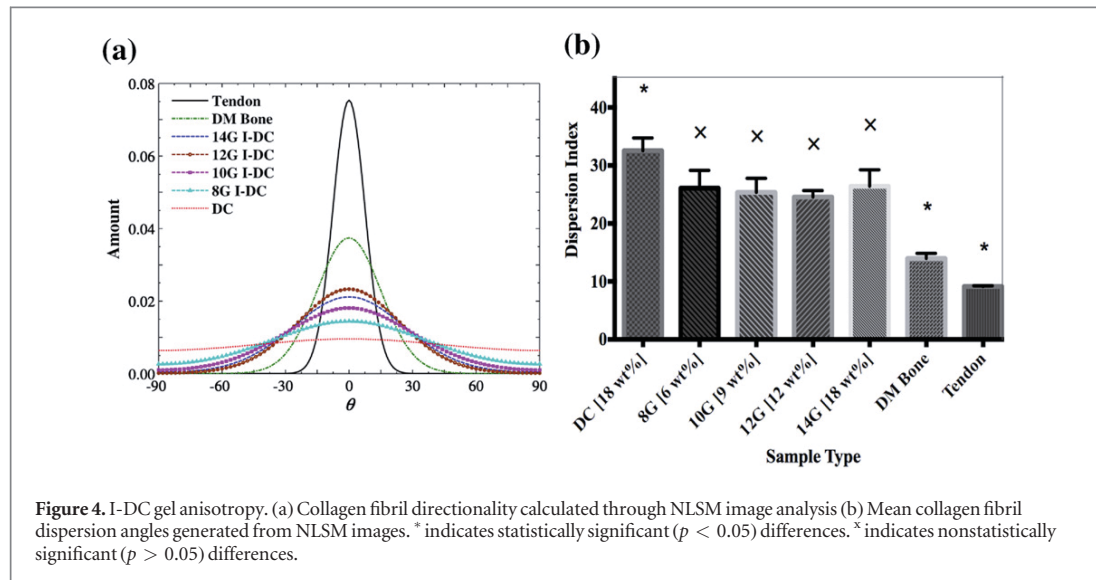 (a)
0.08
0.06
0.04
0.02
0.00
Amount
Tendon
DM Bone
14G I-DC
12G I-DC
10G I-DC
8G I-DC
DC
-90
-60
-30
0
30
60
90
θ
(b)
40
30
20
10
0
Dispersion Index
*
×
×
×
×
*
*
DC [18 wt%]
8G [6 wt%]
10G [9 wt%]
12G [12 wt%]
14G [18 wt%]
DM Bone
Tendon
Sample Type
Figure 4. I-DC gel anisotropy. (a) Collagen fibril directionality calculated through NLSM image analysis (b) Mean collagen fibril
dispersion angles generated from NLSM images. * indicates statistically significant (p < 0.05) differences. x indicates nonstatistically
significant (p > 0.05) differences.